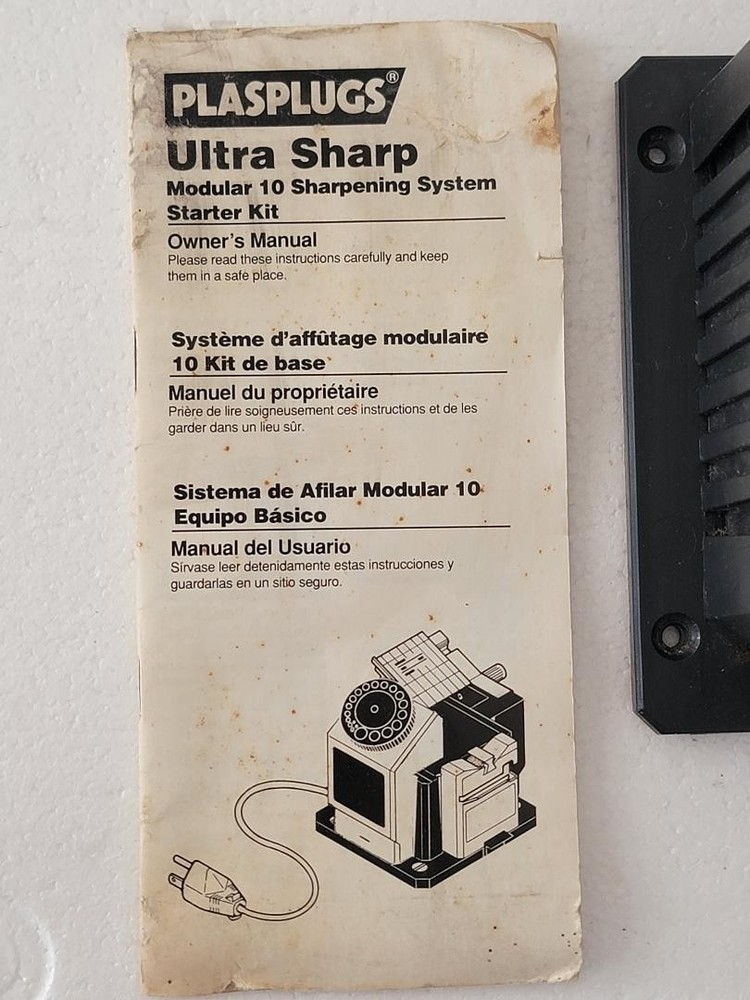 PLASPLUGS®
Ultra Sharp
Modular 10 Sharpening System
Starter Kit
Owner's Manual
Please read these instructions carefully and keep
them in a safe place.
Système d'affûtage modulaire
10 Kit de base
Manuel du propriétaire
Prière de lire soigneusement ces instructions et de les
garder dans un lieu sûr.
Sistema de Afilar Modular 10
Equipo Básico
Manual del Usuario
Sírvase leer detenidamente estas instrucciones y
guardarlas en un sitio seguro.